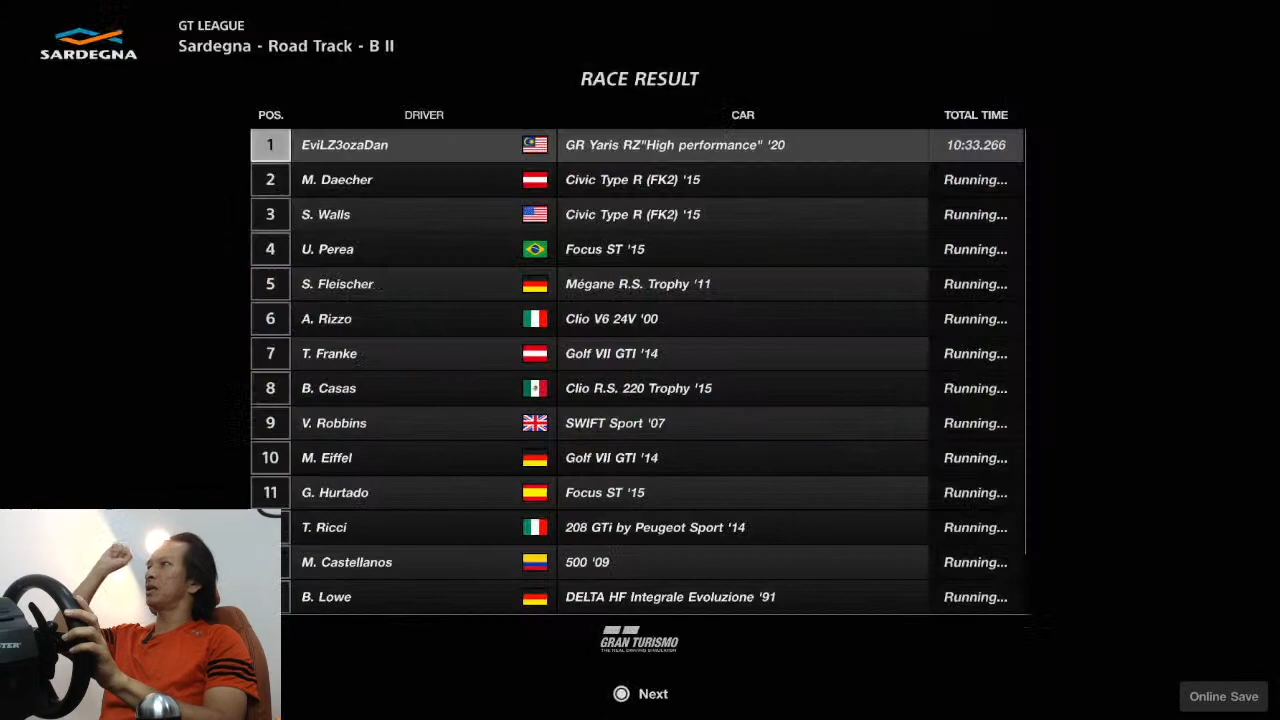 SARDEGNA
GT LEAGUE
Sardegna - Road Track - B II
RACE RESULT
POS. DRIVER CAR TOTAL TIME
1 EviLZ3ozaDan GR Yaris RZ"High performance" '20 10:33.266
2 M. Daecher Civic Type R (FK2) '15 Running...
3 S. Walls Civic Type R (FK2) '15 Running...
4 U. Perea Focus ST '15 Running...
5 S. Fleischer Mégane R.S. Trophy '11 Running...
6 A. Rizzo Clio V6 24V '00 Running...
7 T. Franke Golf VII GTI '14 Running...
8 B. Casas Clio R.S. 220 Trophy '15 Running...
9 V. Robbins SWIFT Sport '07 Running...
10 M. Eiffel Golf VII GTI '14 Running...
11 G. Hurtado Focus ST '15 Running...
T. Ricci 208 GTi by Peugeot Sport '14 Running...
M. Castellanos 500 '09 Running...
B. Lowe DELTA HF Integrale Evoluzione '91 Running...
GRAN TURISMO
THE REAL DRIVING SIMULATOR
Next
Online Save